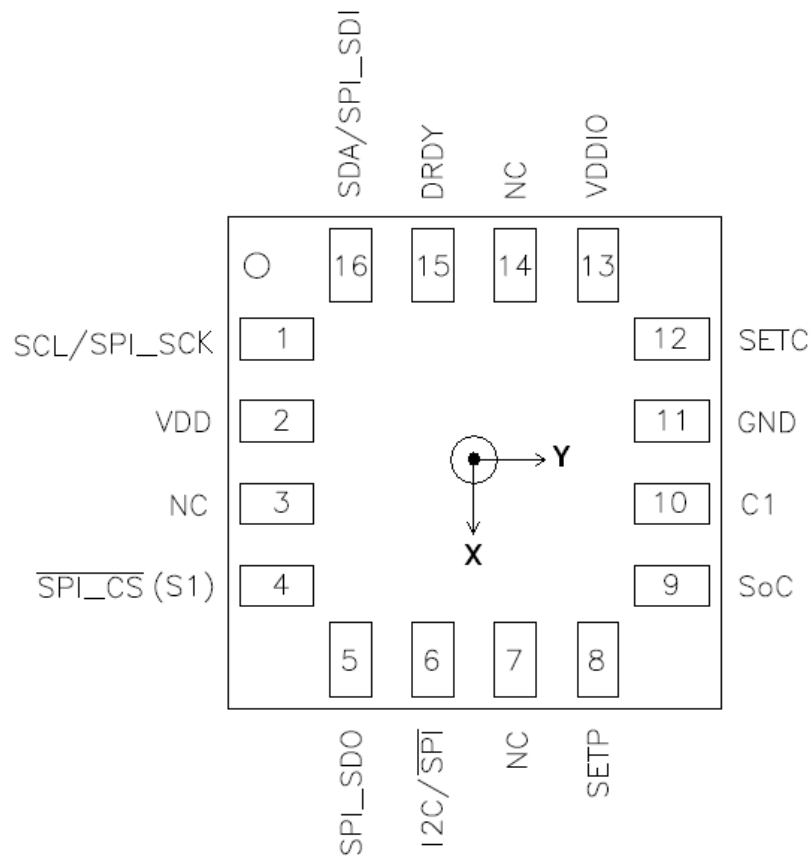 SDA/SPI_SDI
DRDY
NC
VDDIO
16
15
14
13
SCL/SPI_SCK
1
12
SETC
VDD
2
11
GND
Y
NC
3
10
C1
X
SPI_CS (S1)
4
9
SoC
5
6
7
8
SPI_SDO
I2C/SPI
NC
SETP